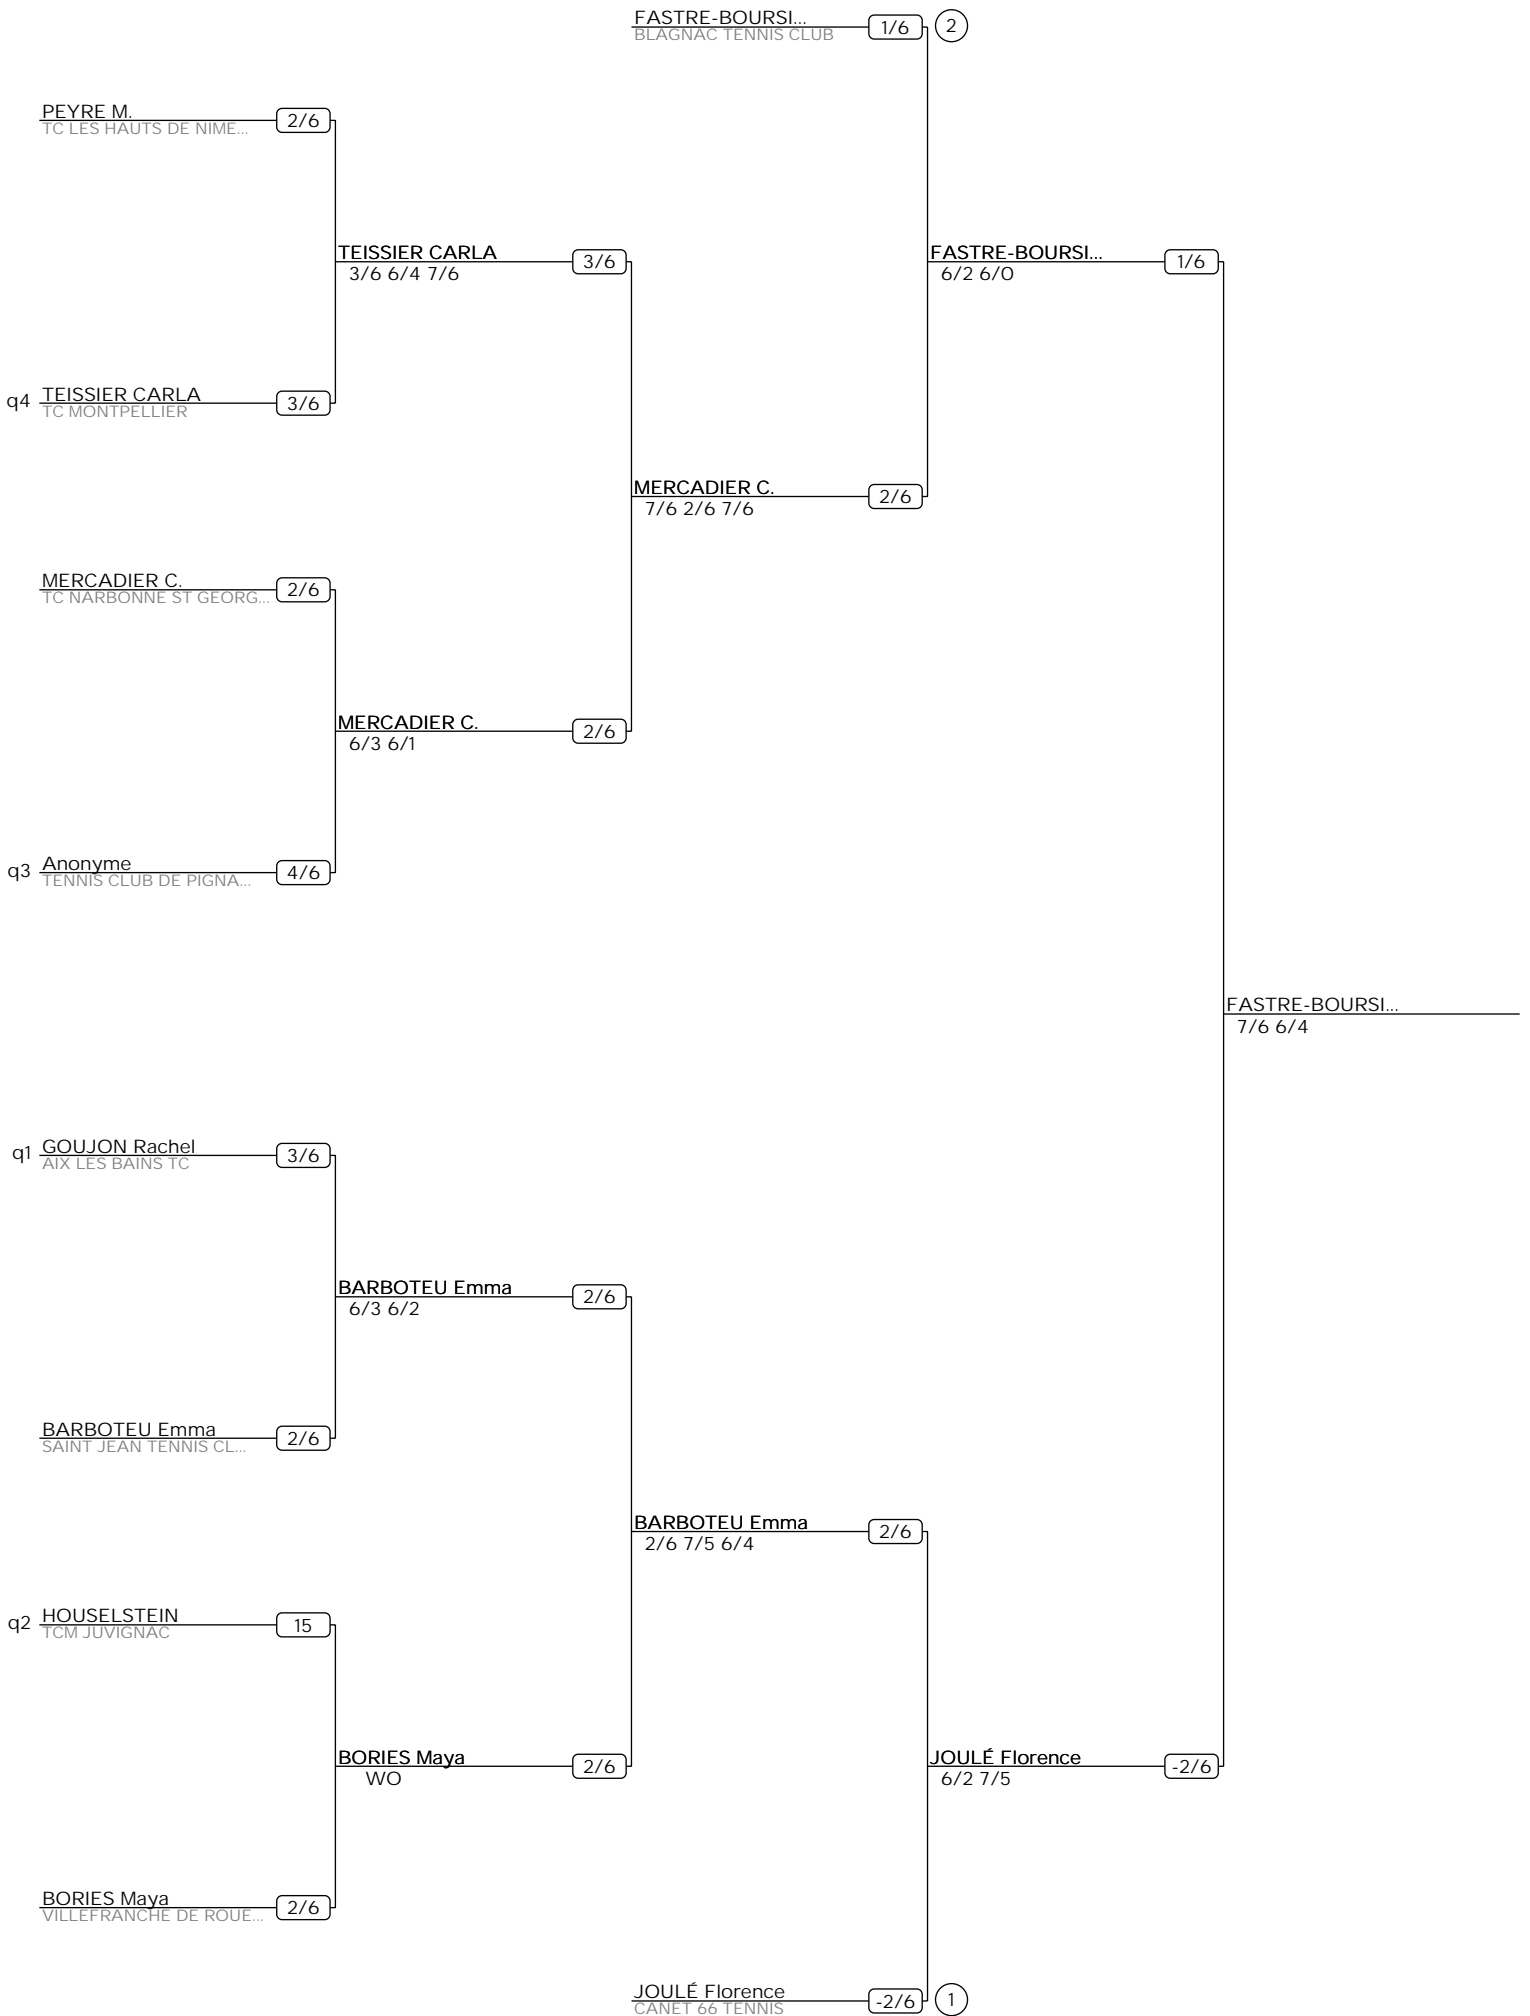 FASTRE-BOURSI...
BLAGNAC TENNIS CLUB
1/6
2
PEYRE M.
TC LES HAUTS DE NIME...
2/6
TEISSIER CARLA
3/6 6/4 7/6
3/6
FASTRE-BOURSI...
6/2 6/0
1/6
q4
TEISSIER CARLA
TC MONTPELLIER
3/6
MERCADIER C.
7/6 2/6 7/6
2/6
MERCADIER C.
TC NARBONNE ST GEORG...
2/6
MERCADIER C.
6/3 6/1
2/6
q3
Anonyme
TENNIS CLUB DE PIGNA...
4/6
FASTRE-BOURSI...
7/6 6/4
q1
GOUJON Rachel
AIX LES BAINS TC
3/6
BARBOTEU Emma
6/3 6/2
2/6
BARBOTEU Emma
SAINT JEAN TENNIS CL...
2/6
BARBOTEU Emma
2/6 7/5 6/4
2/6
q2
HOUSELSTEIN
TCM JUVIGNAC
15
BORIES Maya
WO
2/6
JOULÉ Florence
6/2 7/5
-2/6
BORIES Maya
VILLEFRANCHE DE ROUE...
2/6
JOULÉ Florence
CANET 66 TENNIS
-2/6
1